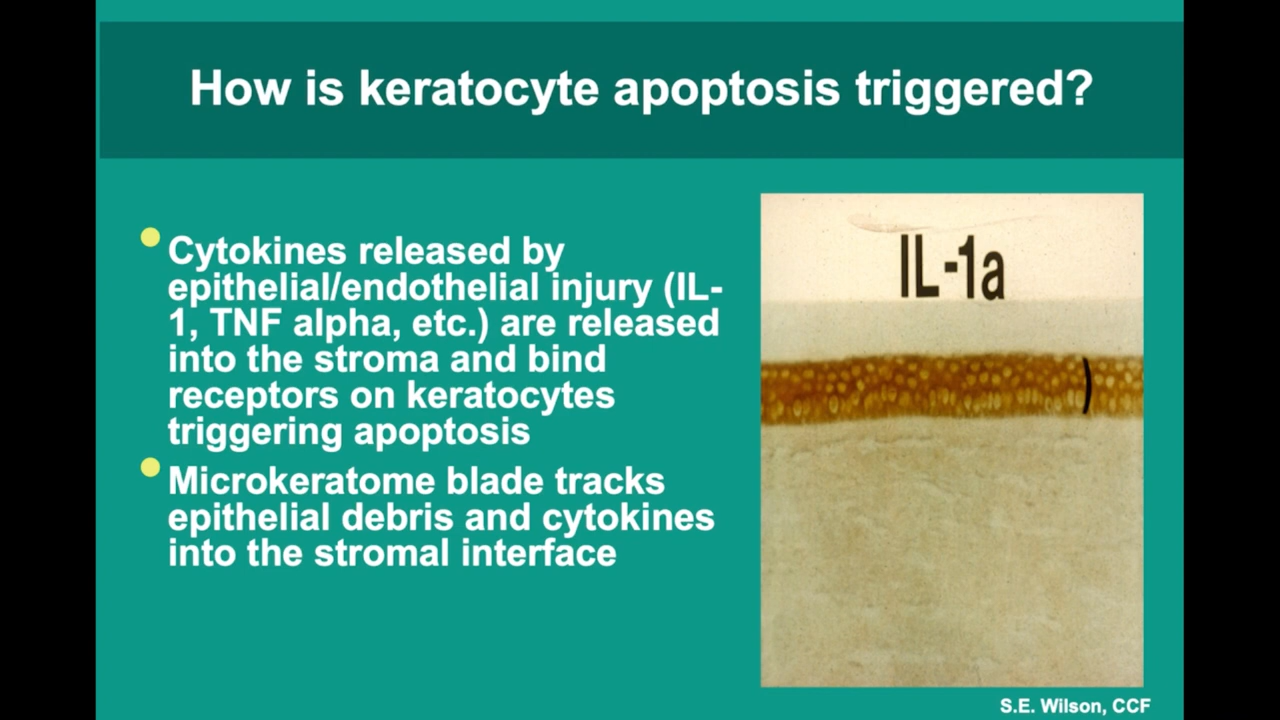 How is keratocyte apoptosis triggered?
Cytokines released by
epithelial/endothelial injury (IL-
1, TNF alpha, etc.) are released
into the stroma and bind
receptors on keratocytes
triggering apoptosis
Microkeratome blade tracks
epithelial debris and cytokines
into the stromal interface
IL-1a
S.E. Wilson, CCF